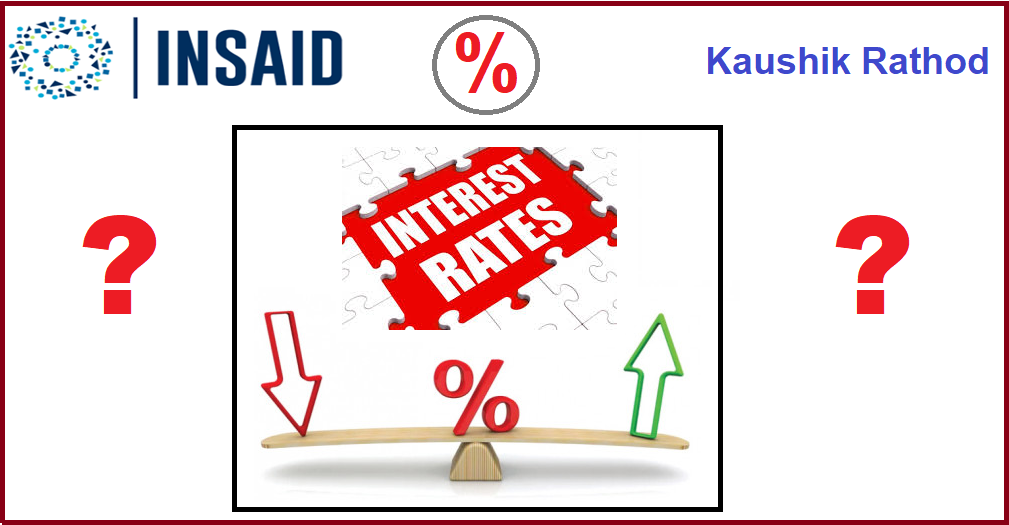 INSAID
%
Kaushik Rathod
INTEREST
RATES
?
?
%